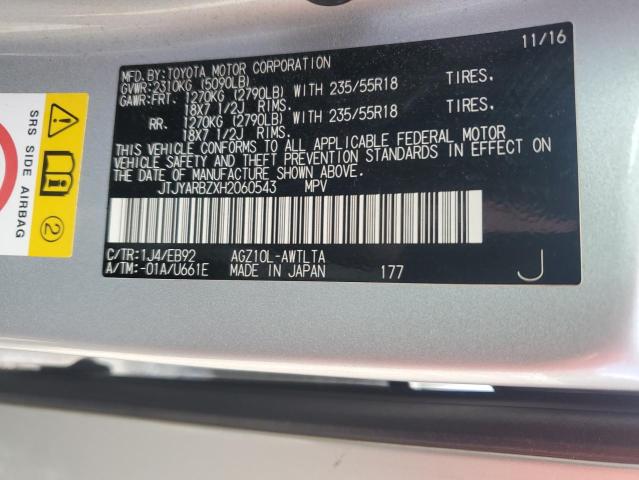 11/16
MFD.BY:TOYOTA MOTOR CORPORATION
GVWR:2310KG (5090LB)
GAWR:FRT. 1270KG (2790LB) WITH 235/55R18 TIRES.
18X7 1/2J RIMS.
RR. 1270KG (2790LB) WITH 235/55R18 TIRES.
18X7 1/2J RIMS.
THIS VEHICLE CONFORMS TO ALL APPLICABLE FEDERAL MOTOR
VEHICLE SAFETY AND THEFT PREVENTION STANDARDS IN EFFECT ON
THE DATE OF MANUFACTURE SHOWN ABOVE.
JTJYARBZXH2060543 MPV
C/TR:1J4/EB92 AGZ10L-AWTLTA
A/TM:-01A/U661E MADE IN JAPAN 177 J
SRS SIDE AIRBAG
2